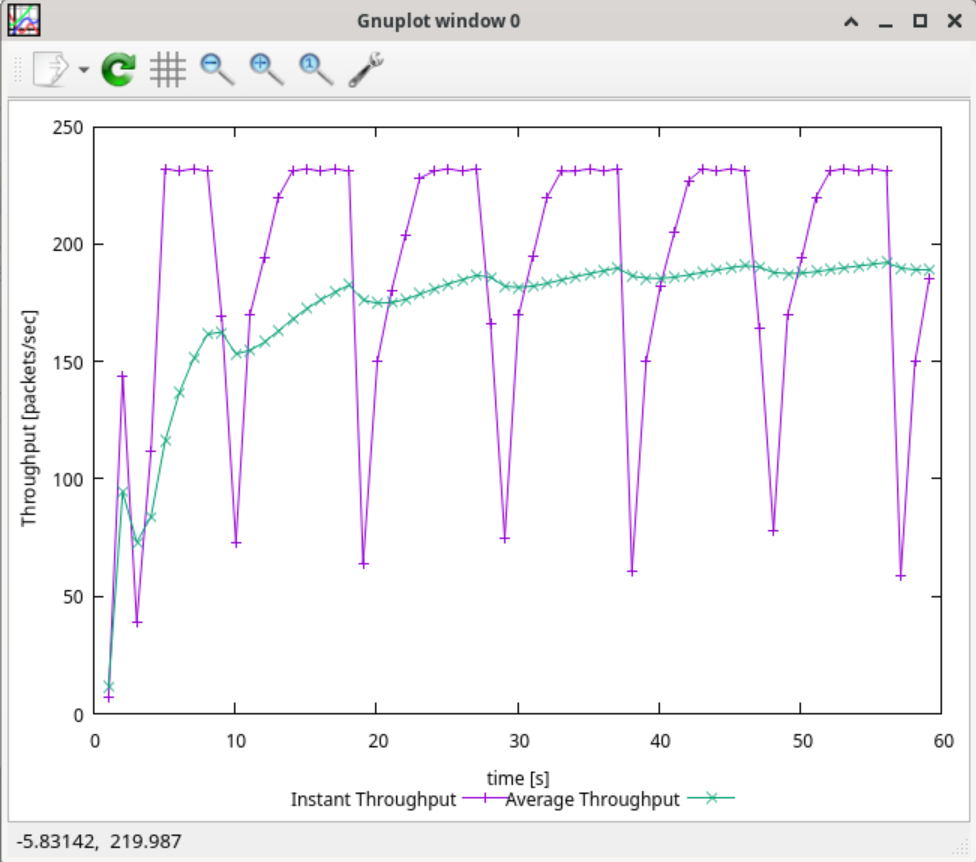 Gnuplot window 0
250
200
150
100
50
0
Throughput [packets/sec]
0 10 20 30 40 50 60
time [s]
Instant Throughput Average Throughput
-5.83142, 219.987